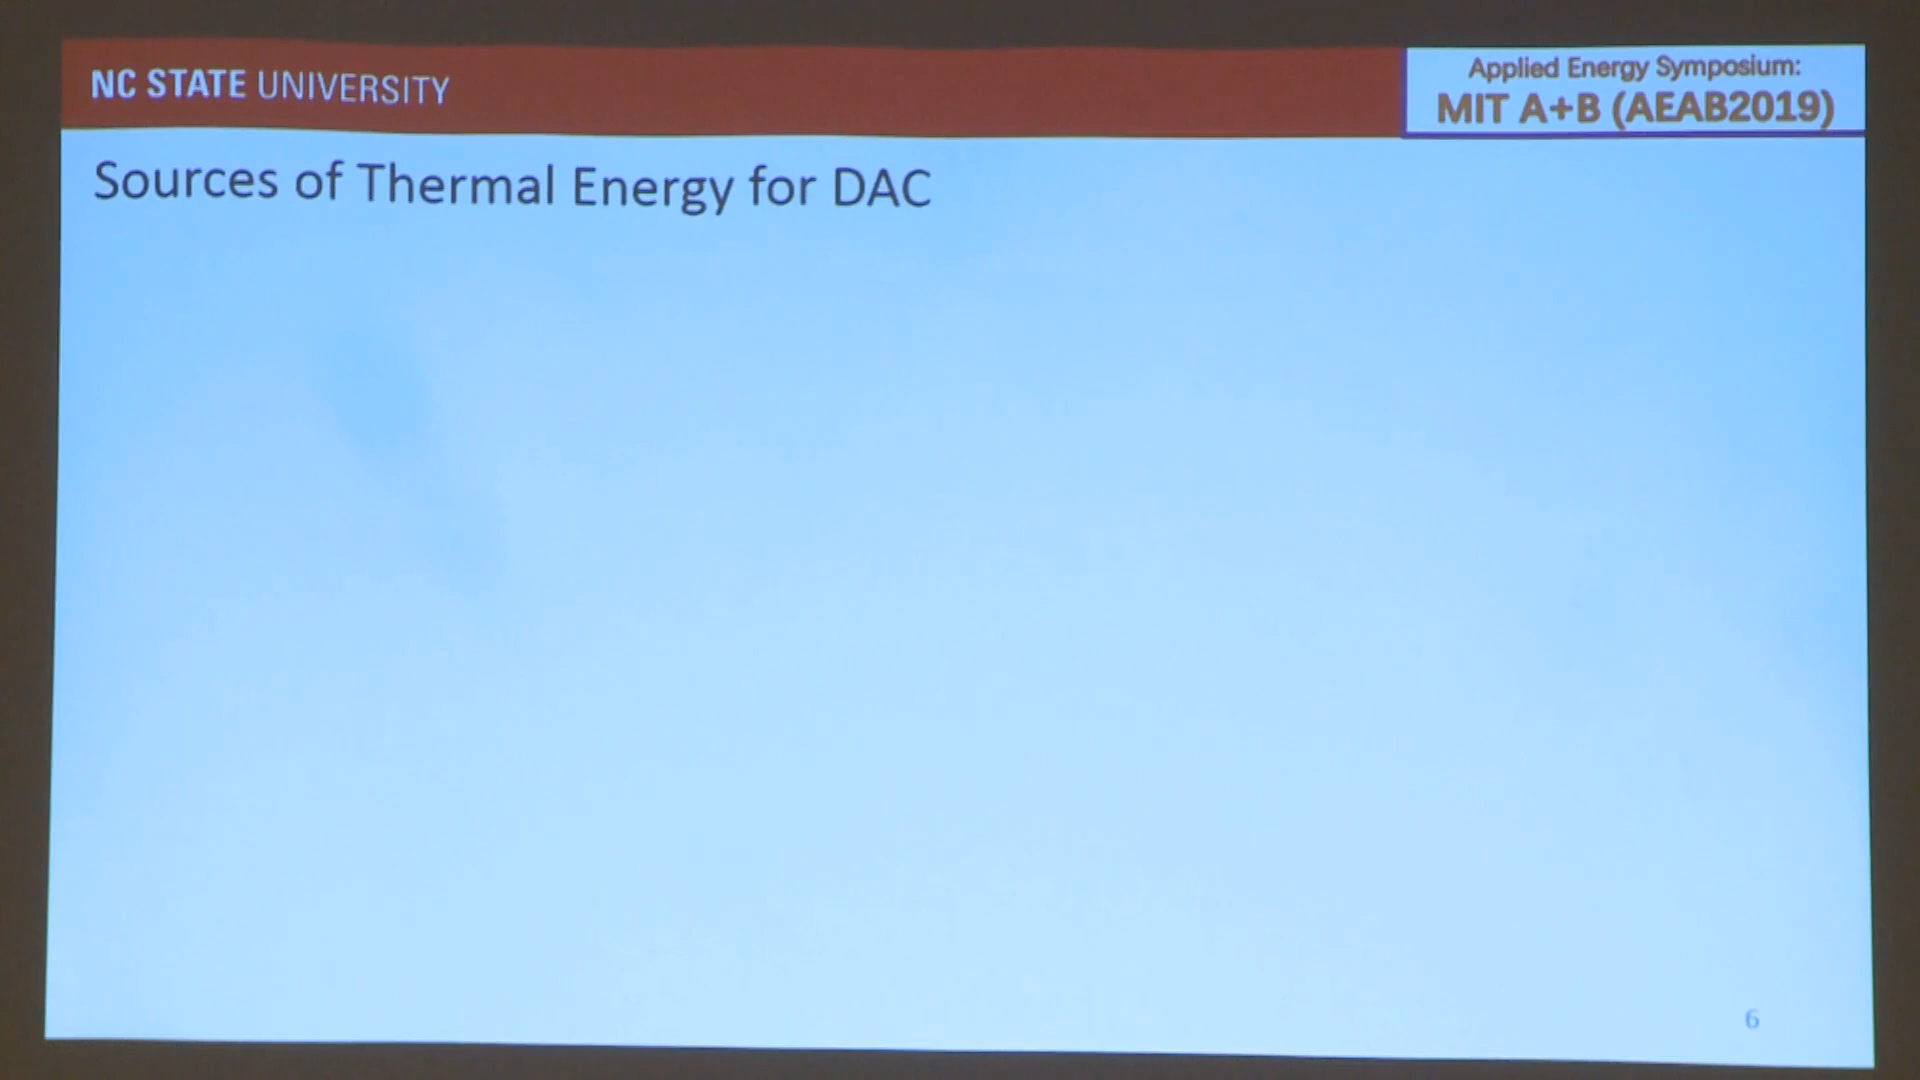 NC STATE UNIVERSITY
Applied Energy Symposium:
MIT A+B (AEAB2019)
Sources of Thermal Energy for DAC
6